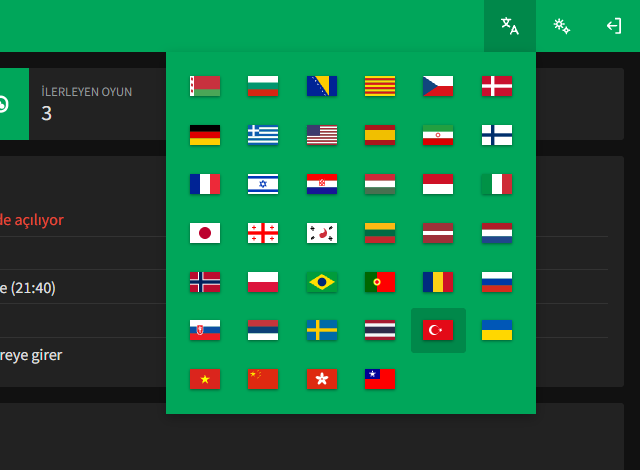 İLERLEYEN OYUN
3
de açılıyor
e (21:40)
reye girer